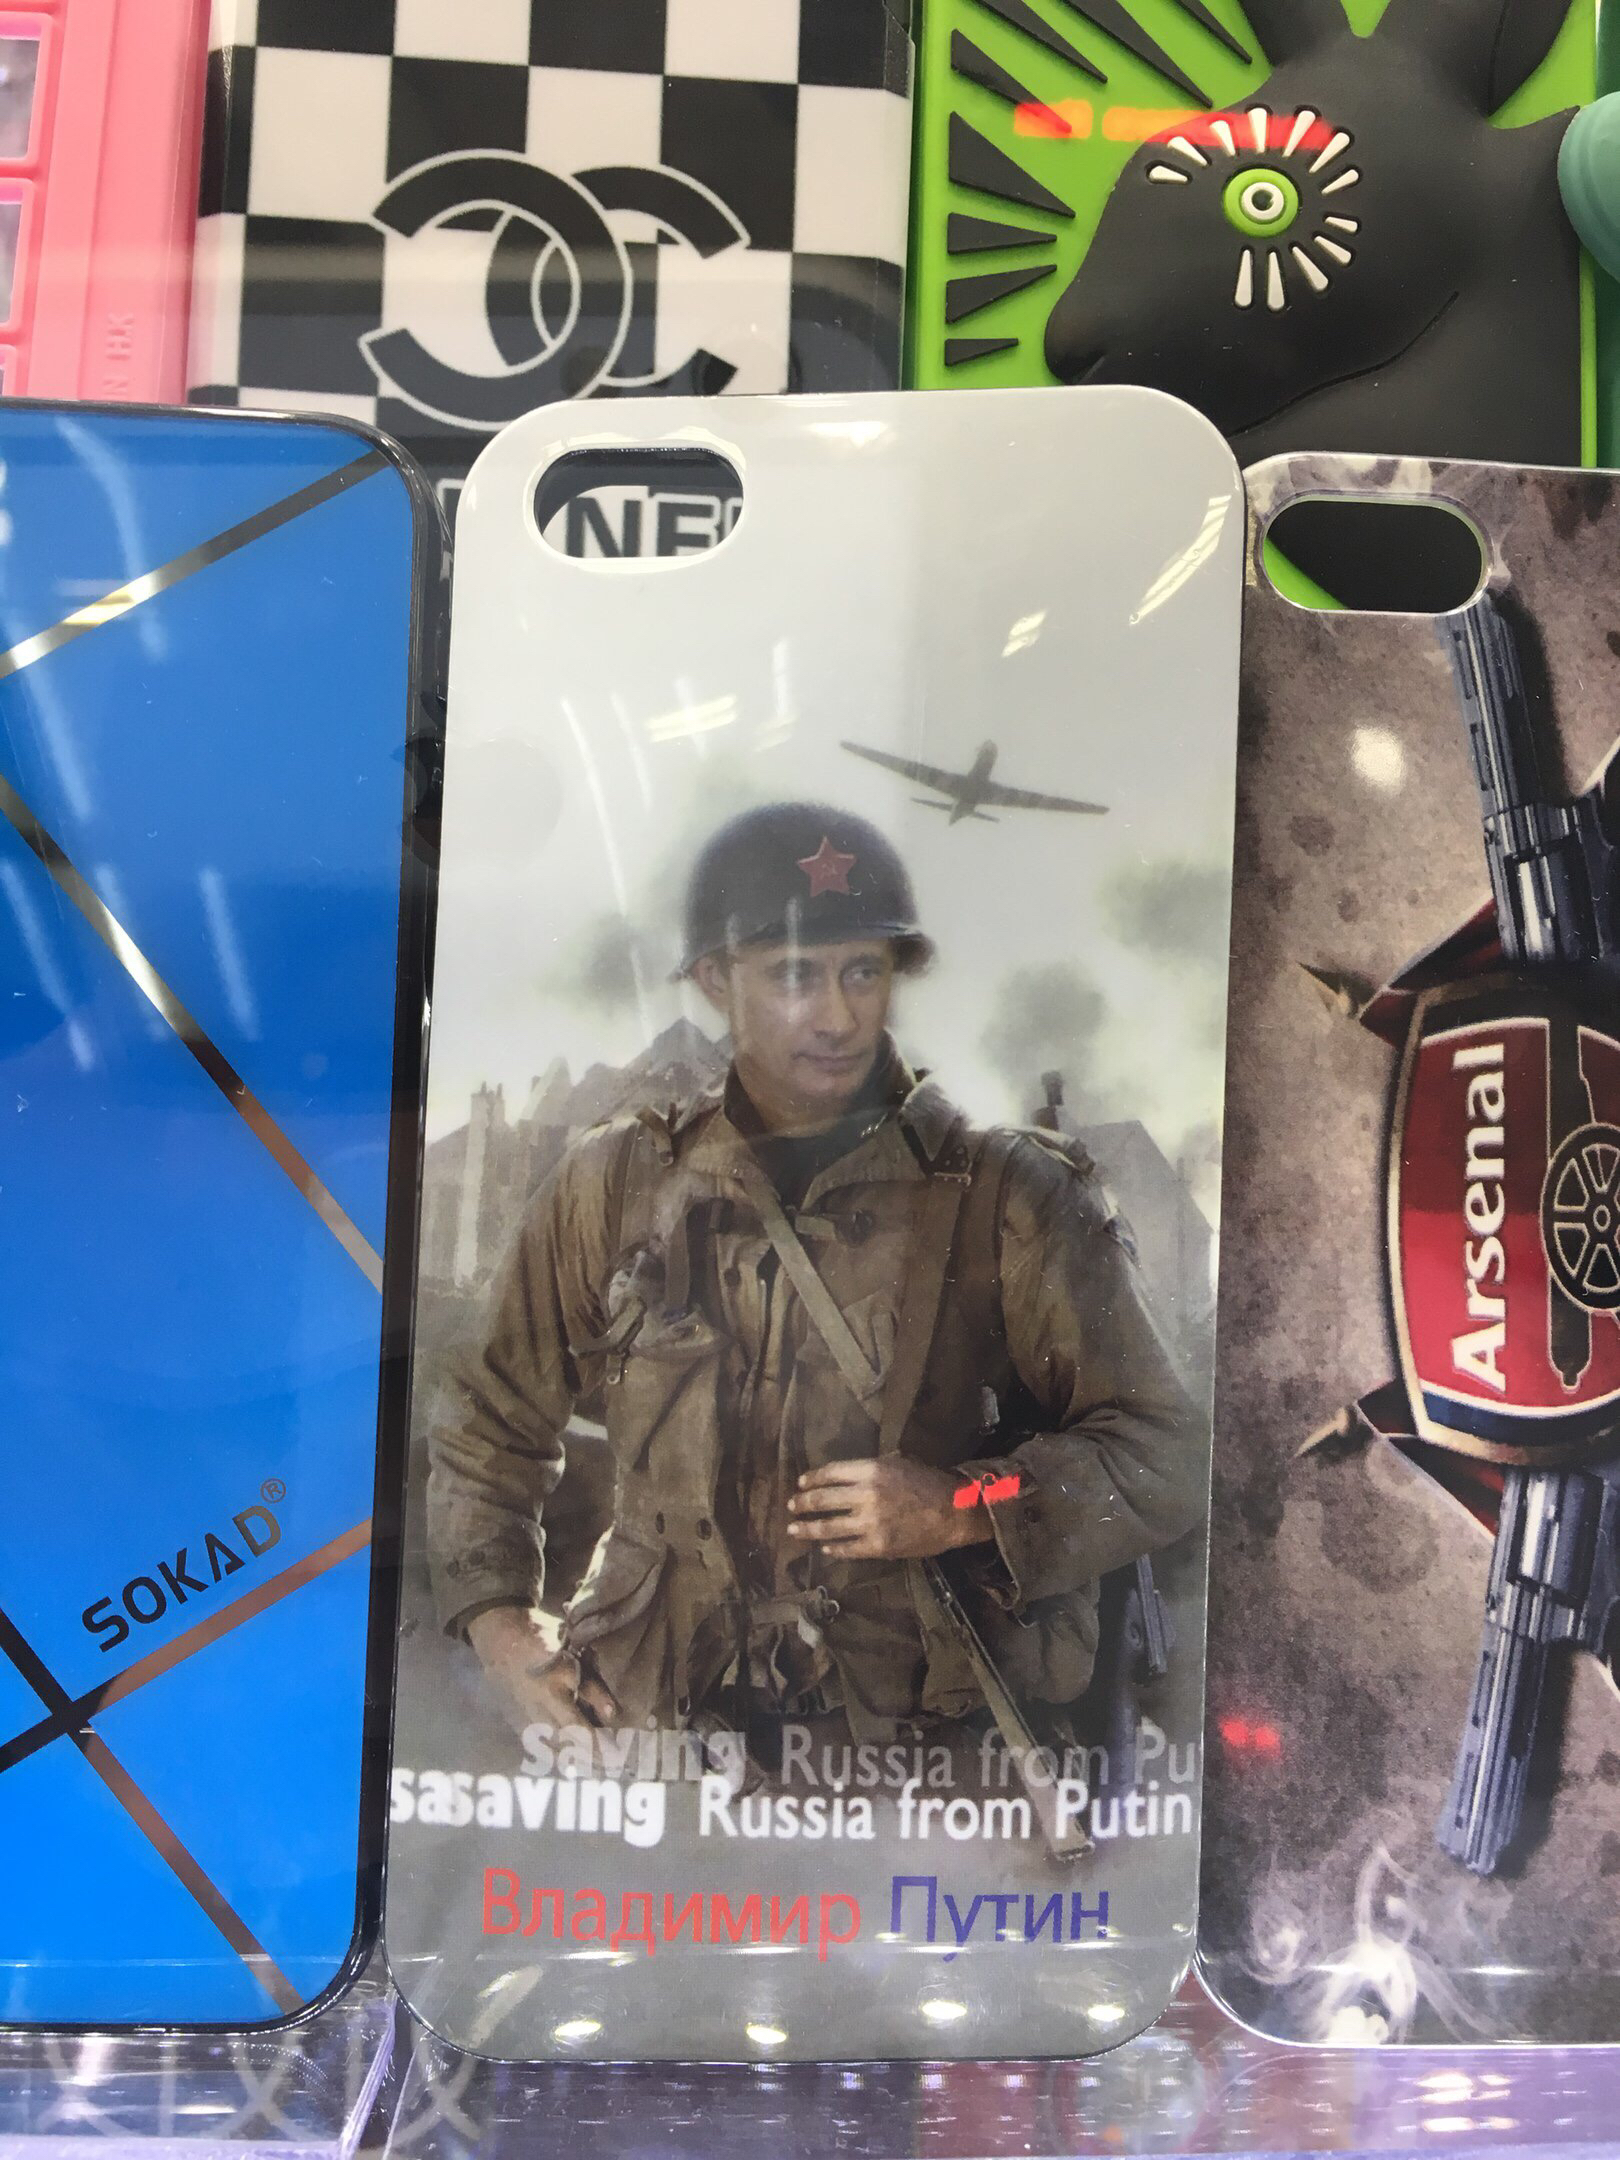 SOKAD®
saving Russia from Pu
sasaving Russia from Putin
Владимир Путин
Arsenal